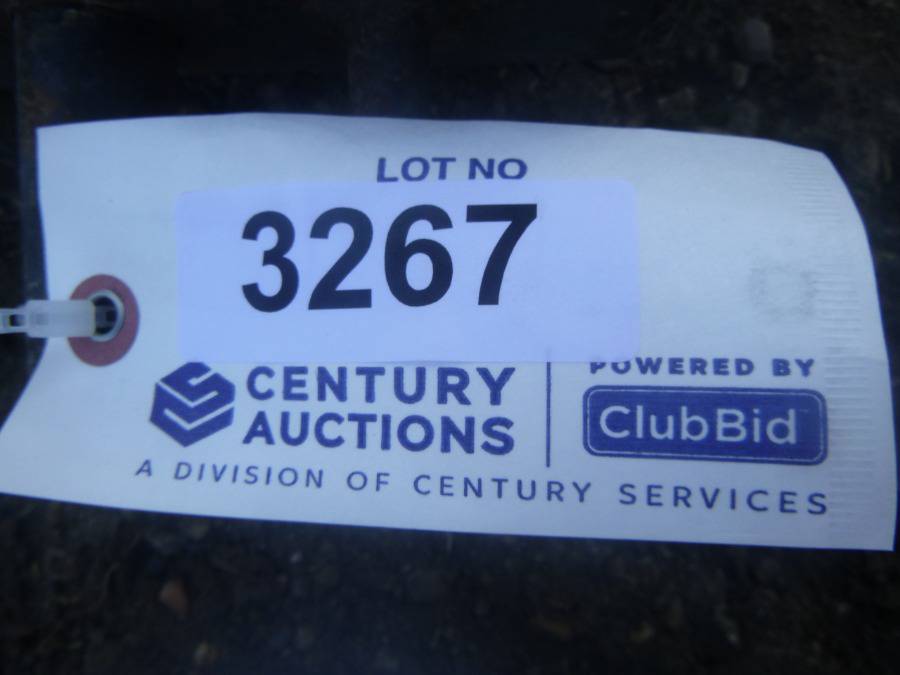 LOT NO
3267
CENTURY
AUCTIONS
POWERED BY
ClubBid
A DIVISION OF CENTURY SERVICES